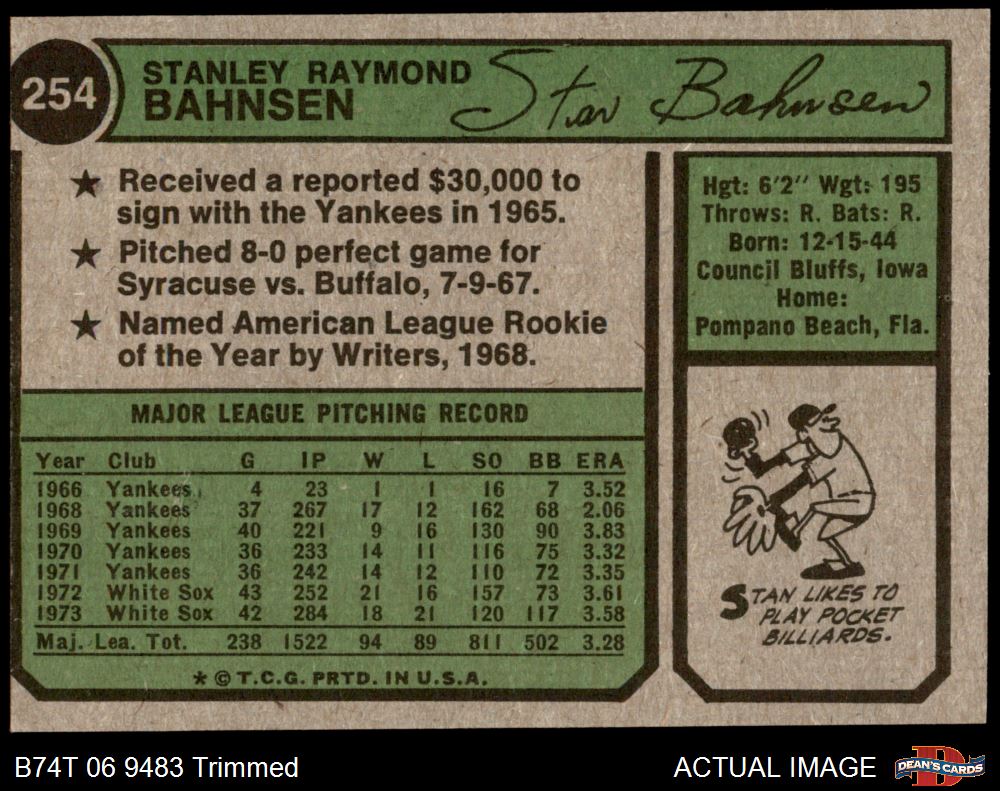 254
STANLEY RAYMOND
BAHNSEN
Stan Bahnsen
★ Received a reported $30,000 to
sign with the Yankees in 1965.
★ Pitched 8-0 perfect game for
Syracuse vs. Buffalo, 7-9-67.
★ Named American League Rookie
of the Year by Writers, 1968.
Hgt: 6'2'' Wgt: 195
Throws: R. Bats: R.
Born: 12-15-44
Council Bluffs, Iowa
Home:
Pompano Beach, Fla.
MAJOR LEAGUE PITCHING RECORD
Year Club G IP W L SO BB ERA
1966 Yankees 4 23 1 1 16 7 3.52
1968 Yankees 37 267 17 12 162 68 2.06
1969 Yankees 40 221 9 16 130 90 3.83
1970 Yankees 36 233 14 11 116 75 3.32
1971 Yankees 36 242 14 12 110 72 3.35
1972 White Sox 43 252 21 16 157 73 3.61
1973 White Sox 42 284 18 21 120 117 3.58
Maj. Lea. Tot. 238 1522 94 89 811 502 3.28
* © T.C.G. PRTD. IN U.S.A.
STAN LIKES TO
PLAY POCKET
BILLIARDS.
B74T 06 9483 Trimmed
ACTUAL IMAGE
DEAN'S CARDS